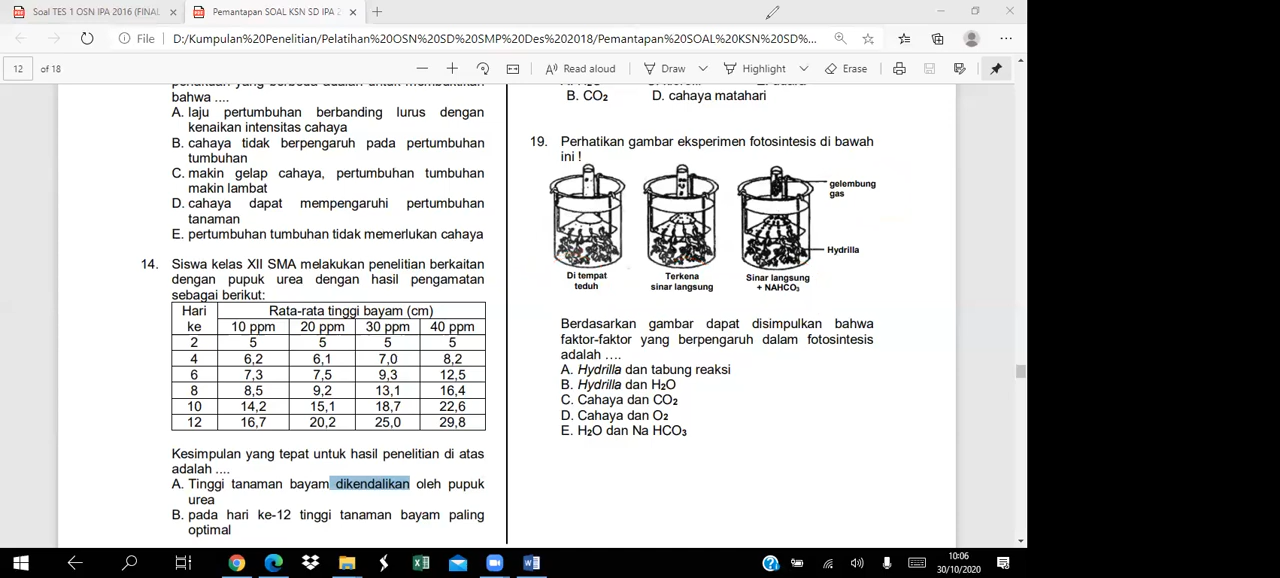 Soal TES 1 OSN IPA 2016 (FINAL
Pemantapan SOAL KSN SD IPA 2
File
D:/Kumpulan%20Penelitian/Pelatihan%20OSN%20SD%20SMP%20Des%202018/Pemantapan%20SOAL%20KSN%20SD%...
12 of 18
Read aloud
Draw
Highlight
Erase
bahwa ....
A. laju pertumbuhan berbanding lurus dengan
kenaikan intensitas cahaya
B. cahaya tidak berpengaruh pada pertumbuhan
tumbuhan
C. makin gelap cahaya, pertumbuhan tumbuhan
makin lambat
D. cahaya dapat mempengaruhi pertumbuhan
tanaman
E. pertumbuhan tumbuhan tidak memerlukan cahaya
14. Siswa kelas XII SMA melakukan penelitian berkaitan
dengan pupuk urea dengan hasil pengamatan
sebagai berikut:
Hari ke Rata-rata tinggi bayam (cm)
10 ppm 20 ppm 30 ppm 40 ppm
2 5 5 5 5
4 6,2 6,1 7,0 8,2
6 7,3 7,5 9,3 12,5
8 8,5 9,2 13,1 16,4
10 14,2 15,1 18,7 22,6
12 16,7 20,2 25,0 29,8
Kesimpulan yang tepat untuk hasil penelitian di atas
adalah ....
A. Tinggi tanaman bayam dikendalikan oleh pupuk
urea
B. pada hari ke-12 tinggi tanaman bayam paling
optimal
B. CO₂ D. cahaya matahari
19. Perhatikan gambar eksperimen fotosintesis di bawah
ini !
gelembung
gas
Hydrilla
Di tempat
teduh
Terkena
sinar langsung
Sinar langsung
+ NAHCO₃
Berdasarkan gambar dapat disimpulkan bahwa
faktor-faktor yang berpengaruh dalam fotosintesis
adalah ....
A. Hydrilla dan tabung reaksi
B. Hydrilla dan H₂O
C. Cahaya dan CO₂
D. Cahaya dan O₂
E. H₂O dan Na HCO₃
10:06
30/10/2020